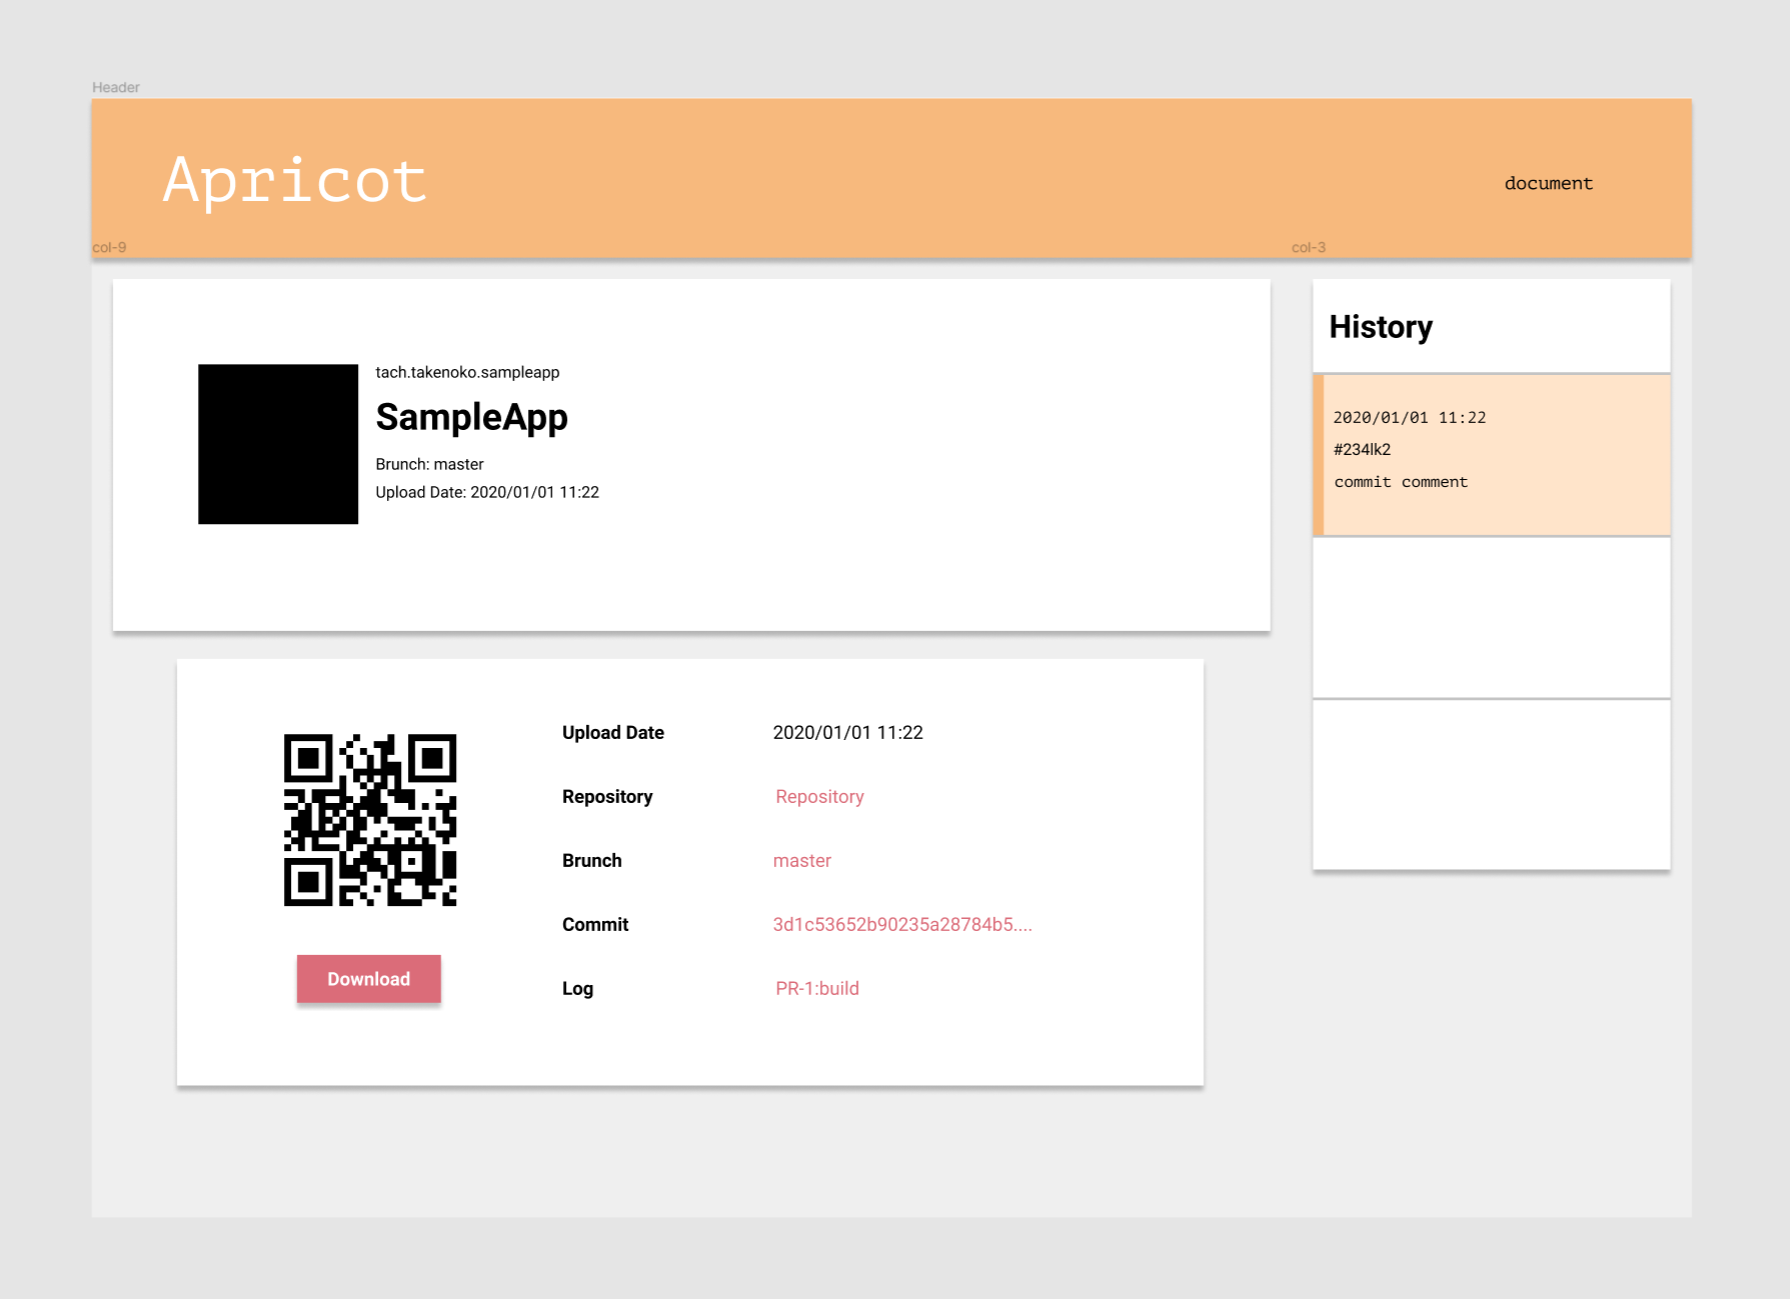 Header
Apricot
document
col-9
col-3
tach.takenoko.sampleapp
SampleApp
Brunch: master
Upload Date: 2020/01/01 11:22
History
2020/01/01 11:22
#234lk2
commit comment
Upload Date 2020/01/01 11:22
Repository Repository
Brunch master
Commit 3d1c53652b90235a28784b5....
Log PR-1:build
Download